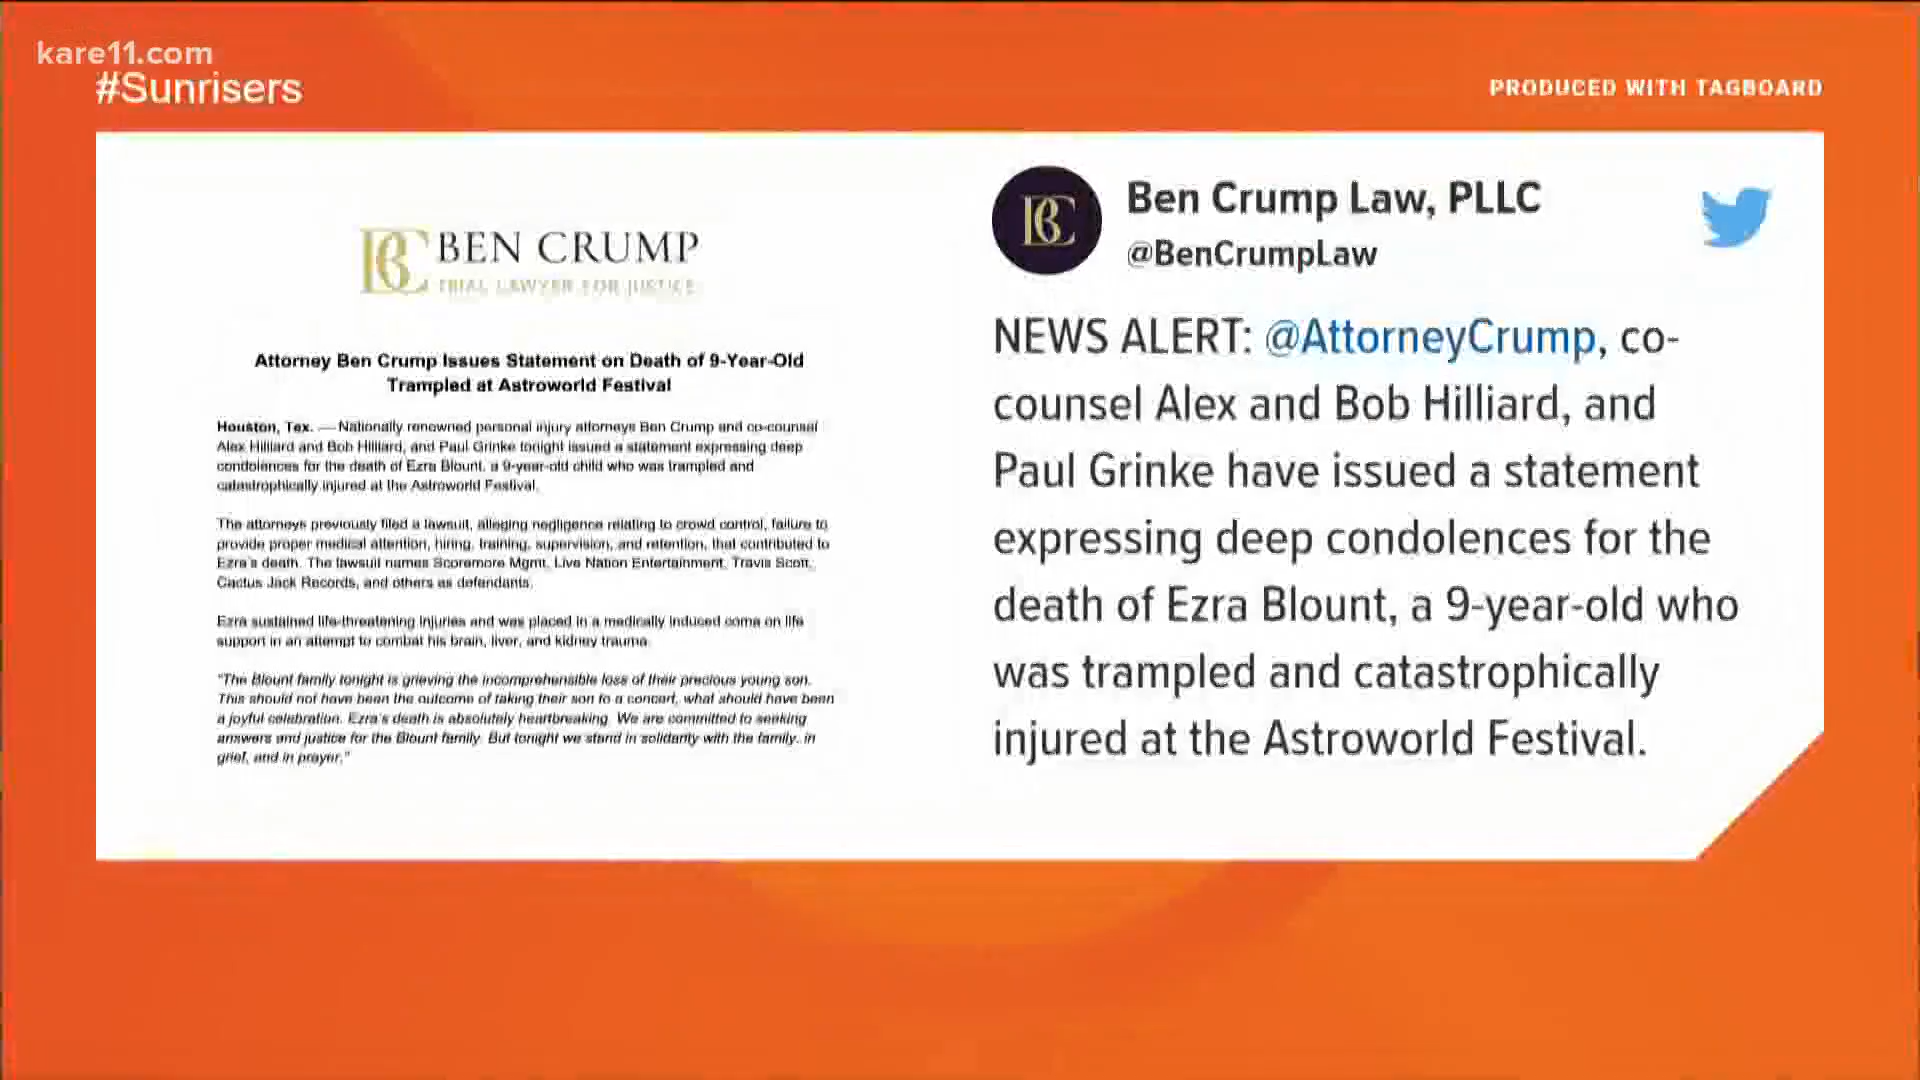 kare11.com
#Sunrisers
PRODUCED WITH TAGBOARD
BC BEN CRUMP
TRIAL LAWYER FOR JUSTICE
Attorney Ben Crump Issues Statement on Death of 9-Year-Old
Trampled at Astroworld Festival
Houston, Tex. — Nationally renowned personal injury attorneys Ben Crump and co-counsel
Alex Hilliard and Bob Hilliard, and Paul Grinke tonight issued a statement expressing deep
condolences for the death of Ezra Blount, a 9-year-old child who was trampled and
catastrophically injured at the Astroworld Festival.
The attorneys previously filed a lawsuit, alleging negligence relating to crowd control, failure to
provide proper medical attention, hiring, training, supervision, and retention, that contributed to
Ezra's death. The lawsuit names Scoremore Mgmt, Live Nation Entertainment, Travis Scott,
Cactus Jack Records, and others as defendants.
Ezra sustained life-threatening injuries and was placed in a medically induced coma on life
support in an attempt to combat his brain, liver, and kidney trauma.
"The Blount family tonight is grieving the incomprehensible loss of their precious young son.
This should not have been the outcome of taking their son to a concert, what should have been
a joyful celebration. Ezra's death is absolutely heartbreaking. We are committed to seeking
answers and justice for the Blount family. But tonight we stand in solidarity with the family, in
grief, and in prayer."
BC
Ben Crump Law, PLLC
@BenCrumpLaw
NEWS ALERT: @AttorneyCrump, co-
counsel Alex and Bob Hilliard, and
Paul Grinke have issued a statement
expressing deep condolences for the
death of Ezra Blount, a 9-year-old who
was trampled and catastrophically
injured at the Astroworld Festival.